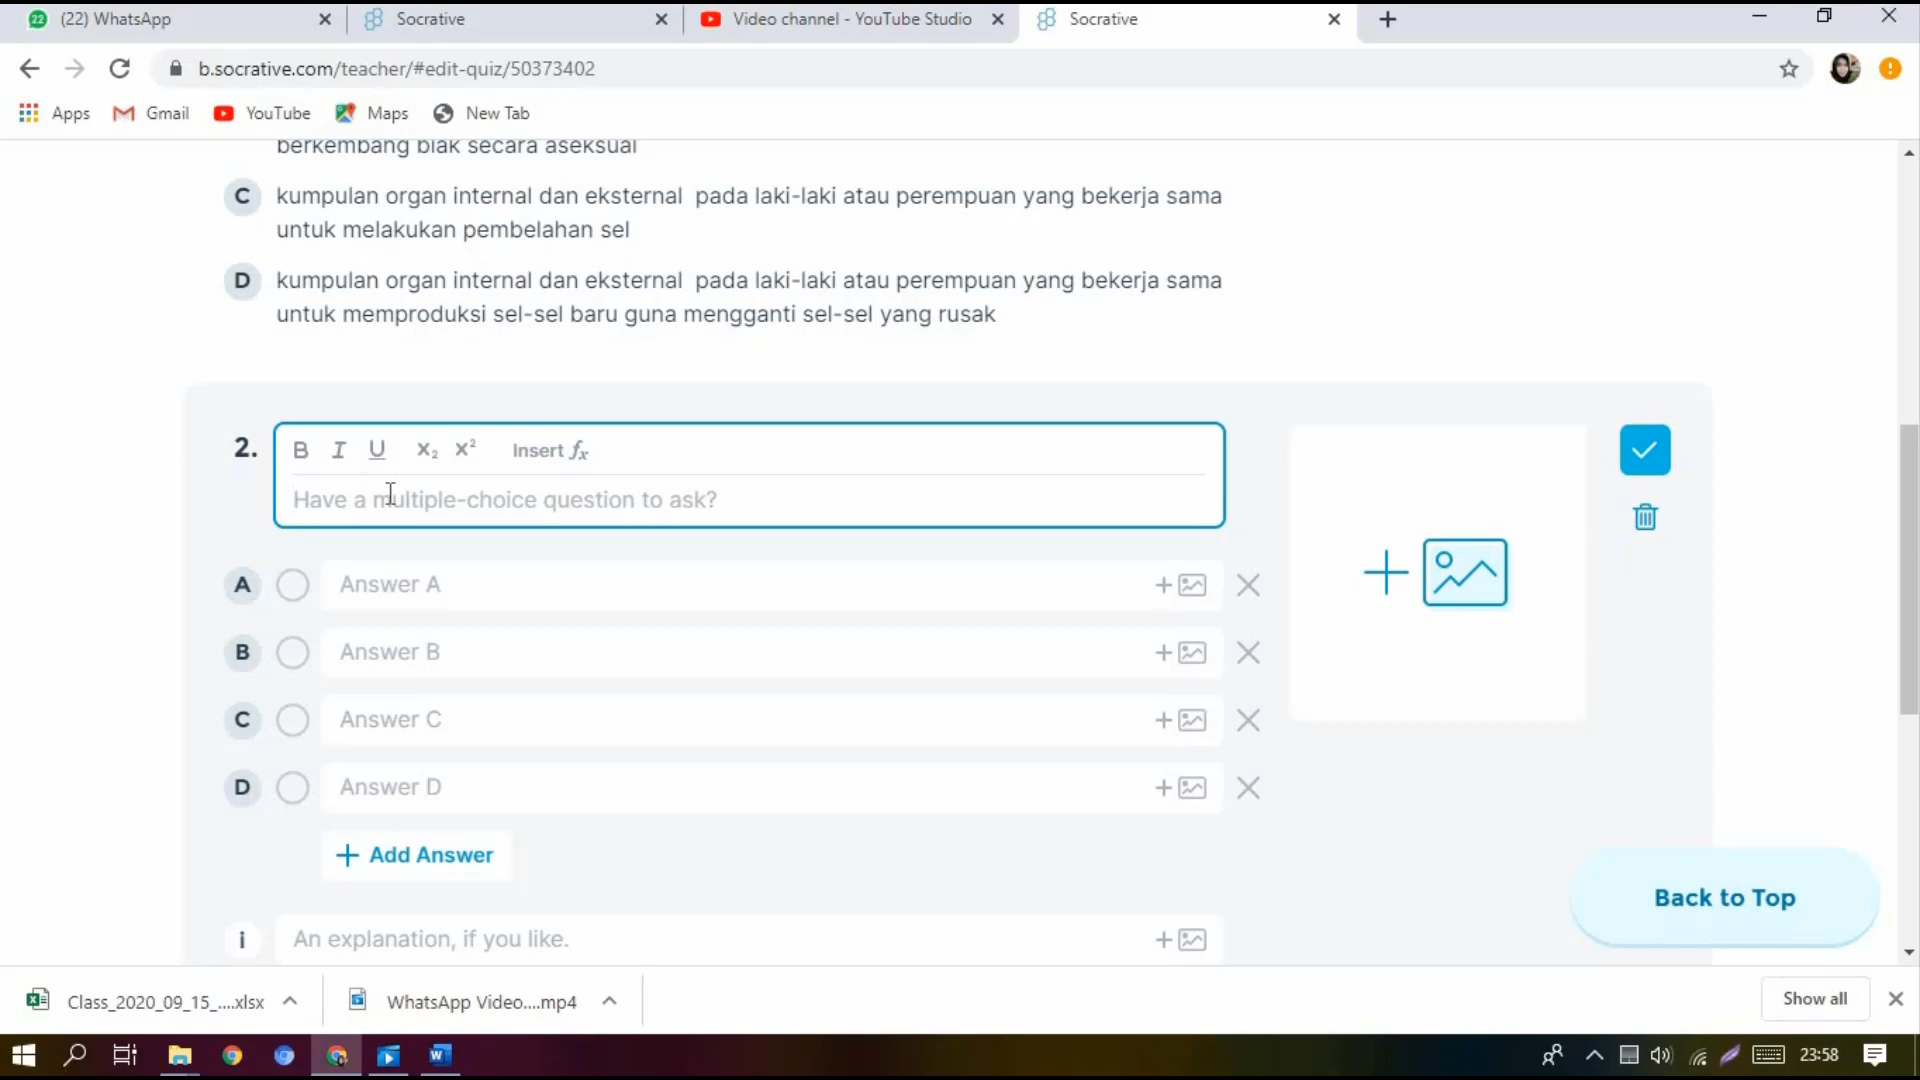 22 (22) WhatsApp
Socrative
Video channel - YouTube Studio
Socrative
b.socrative.com/teacher/#edit-quiz/50373402
Apps
Gmail
YouTube
Maps
New Tab
berkembang biak secara aseksual
C kumpulan organ internal dan eksternal pada laki-laki atau perempuan yang bekerja sama
untuk melakukan pembelahan sel
D kumpulan organ internal dan eksternal pada laki-laki atau perempuan yang bekerja sama
untuk memproduksi sel-sel baru guna mengganti sel-sel yang rusak
2. B I U X₂ X² Insert fx
Have a multiple-choice question to ask?
A Answer A
B Answer B
C Answer C
D Answer D
+ Add Answer
Back to Top
i An explanation, if you like.
Class_2020_09_15_....xlsx
WhatsApp Video....mp4
Show all
23:58